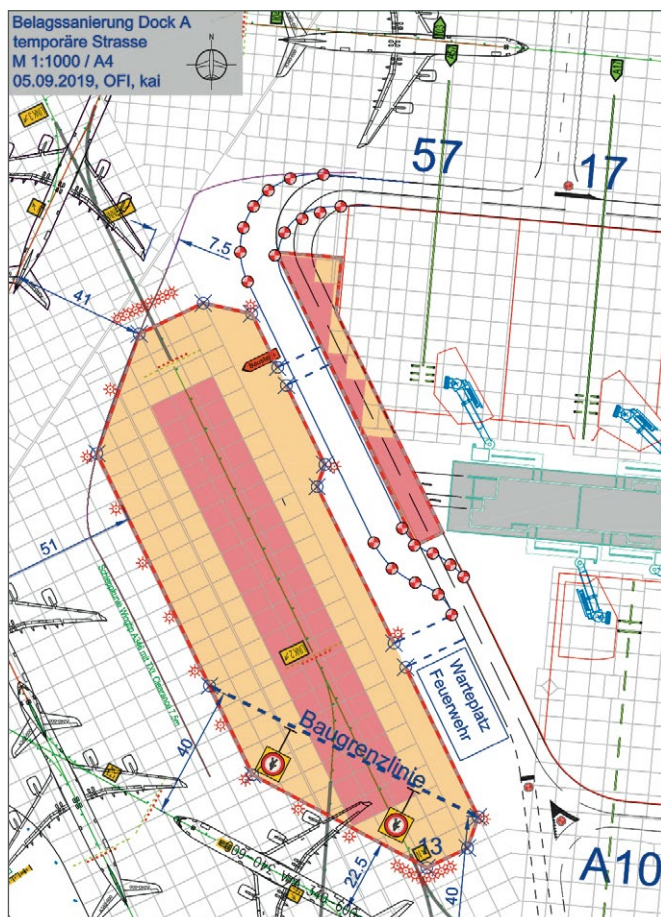 Belagssanierung Dock A
temporäre Strasse
M 1:1000 / A4
05.09.2019, OFI, kai
N
57
17
7.5
41
Bauplatz
51
40
Baugrenzlinie
Warteplatz
Feuerwehr
13
22.5
40
A10